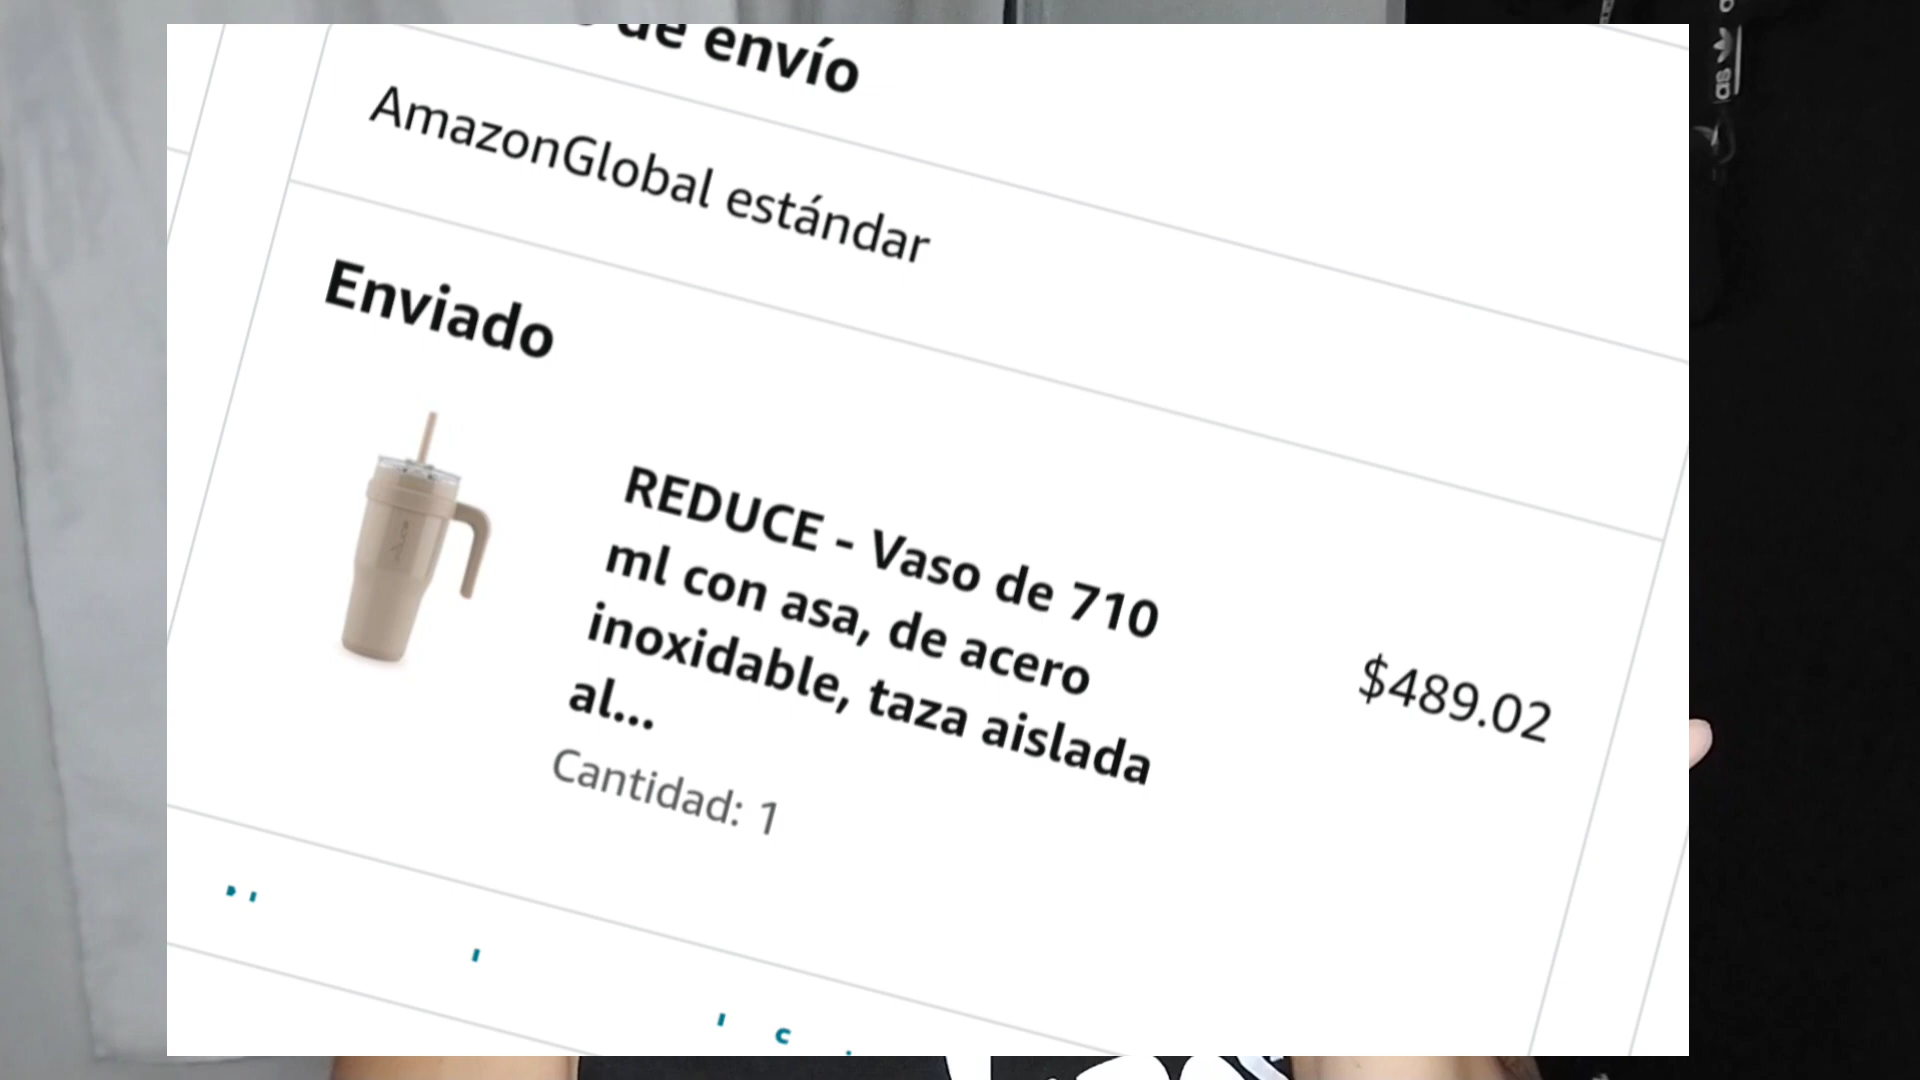 de envío
AmazonGlobal estándar
Enviado
REDUCE - Vaso de 710
ml con asa, de acero
inoxidable, taza aislada
al...
$489.02
Cantidad: 1